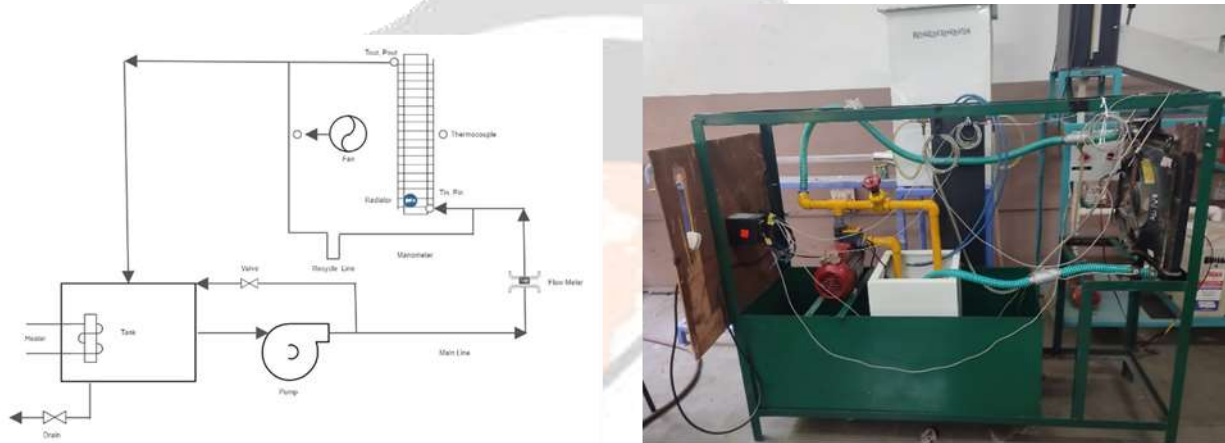 Tout, Pout
Thermocouple
Fan
Radiator
Tin, Pin
Recycle Line
Manometer
Valve
Flow Meter
Tank
Heater
Main Line
Pump
Drain